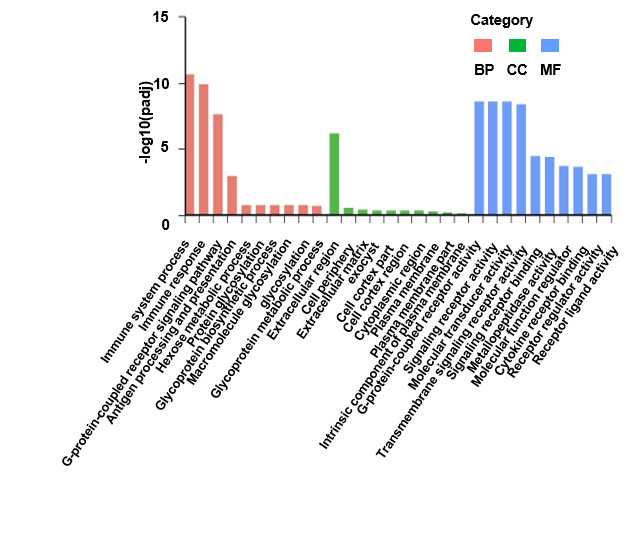 Category
BP CC MF
-log10(padj)
15
10
5
0
Immune system process
Immune response
G-protein-coupled receptor signaling pathway
Antigen processing and presentation
Hexose metabolic process
Protein glycosylation
Glycoprotein biosynthetic process
Macromolecule glycosylation
glycosylation
Glycoprotein metabolic process
Extracellular region
Cell periphery
Extracellular matrix
exocyst
Cell cortex part
Cell cortex region
Cytoplasmic region
Plasma membrane
Plasma membrane part
Intrinsic component of plasma membrane
G-protein-coupled receptor activity
Signaling receptor activity
Molecular transducer activity
Transmembrane signaling receptor activity
Signaling receptor binding
Metallopeptidase activity
Molecular function regulator
Cytokine receptor binding
Receptor regulator activity
Receptor ligand activity